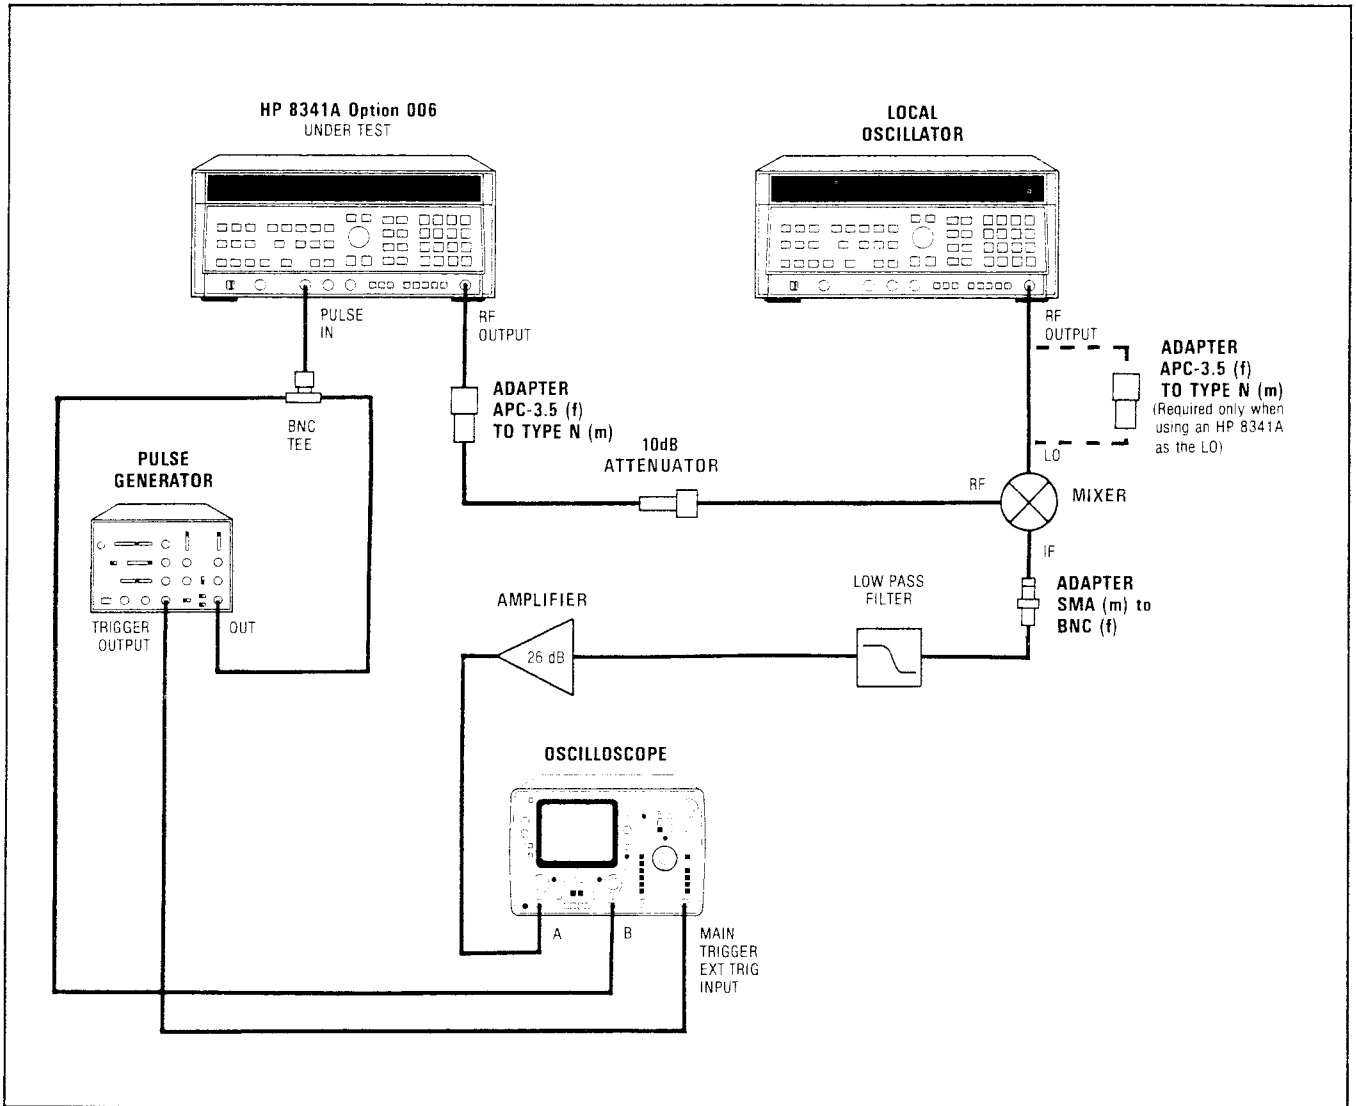 HP 8341A Option 006
UNDER TEST
LOCAL
OSCILLATOR
PULSE
IN
RF
OUTPUT
RF
OUTPUT
ADAPTER
APC-3.5 (f)
TO TYPE N (m)
(Required only when
using an HP 8341A
as the LO)
ADAPTER
APC-3.5 (f)
TO TYPE N (m)
BNC
TEE
10dB
ATTENUATOR
LO
RF
MIXER
IF
PULSE
GENERATOR
TRIGGER
OUTPUT
OUT
AMPLIFIER
26 dB
LOW PASS
FILTER
ADAPTER
SMA (m) to
BNC (f)
OSCILLOSCOPE
A
B
MAIN
TRIGGER
EXT TRIG
INPUT